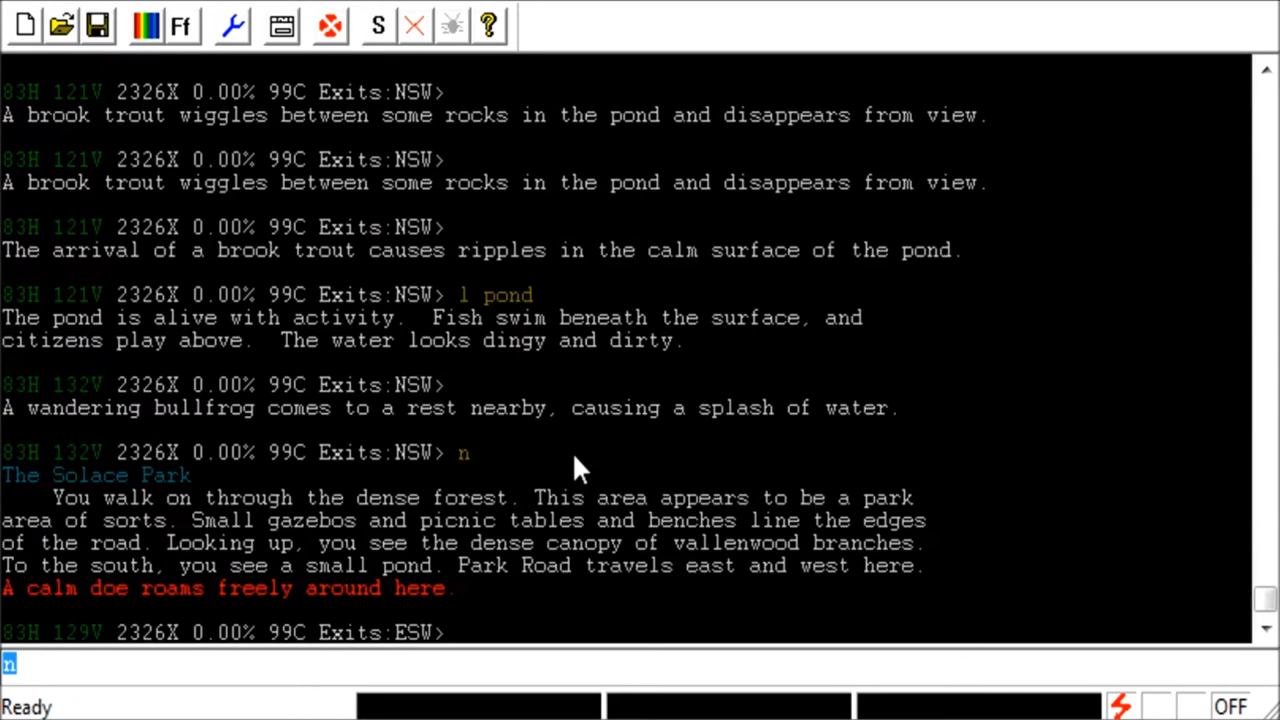 Ff S ?
83H 121V 2326X 0.00% 99C Exits:NSW>
A brook trout wiggles between some rocks in the pond and disappears from view.
83H 121V 2326X 0.00% 99C Exits:NSW>
A brook trout wiggles between some rocks in the pond and disappears from view.
83H 121V 2326X 0.00% 99C Exits:NSW>
The arrival of a brook trout causes ripples in the calm surface of the pond.
83H 121V 2326X 0.00% 99C Exits:NSW> l pond
The pond is alive with activity.  Fish swim beneath the surface, and
citizens play above.  The water looks dingy and dirty.
83H 132V 2326X 0.00% 99C Exits:NSW>
A wandering bullfrog comes to a rest nearby, causing a splash of water.
83H 132V 2326X 0.00% 99C Exits:NSW> n
The Solace Park
You walk on through the dense forest. This area appears to be a park
area of sorts. Small gazebos and picnic tables and benches line the edges
of the road. Looking up, you see the dense canopy of vallenwood branches.
To the south, you see a small pond. Park Road travels east and west here.
A calm doe roams freely around here.
83H 129V 2326X 0.00% 99C Exits:ESW>
n
Ready OFF